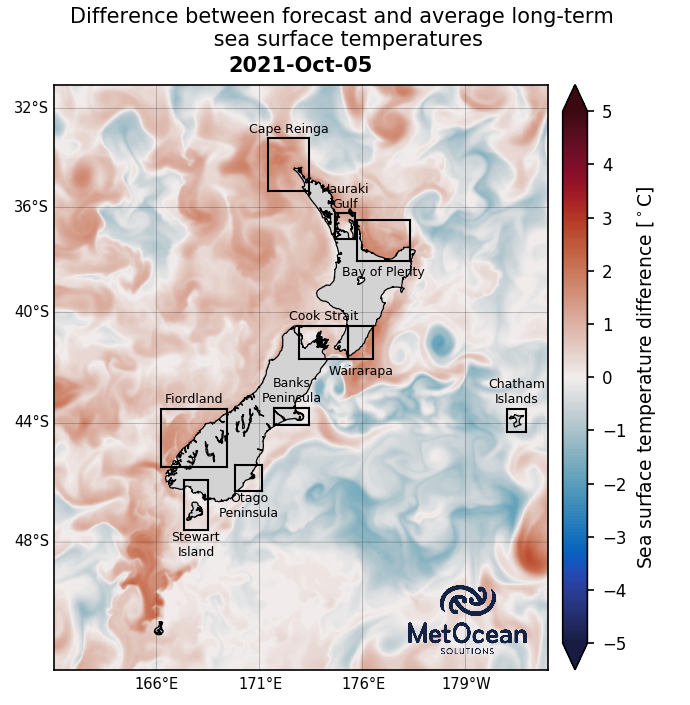 Difference between forecast and average long-term
sea surface temperatures
2021-Oct-05
32°S
36°S
40°S
44°S
48°S
Cape Reinga
Hauraki
Gulf
Bay of Plenty
Cook Strait
Wairarapa
Banks
Peninsula
Fiordland
Chatham
Islands
Otago
Peninsula
Stewart
Island
MetOcean
SOLUTIONS
166°E
171°E
176°E
179°W
5
4
3
2
1
0
−1
−2
−3
−4
−5
Sea surface temperature difference [°C]